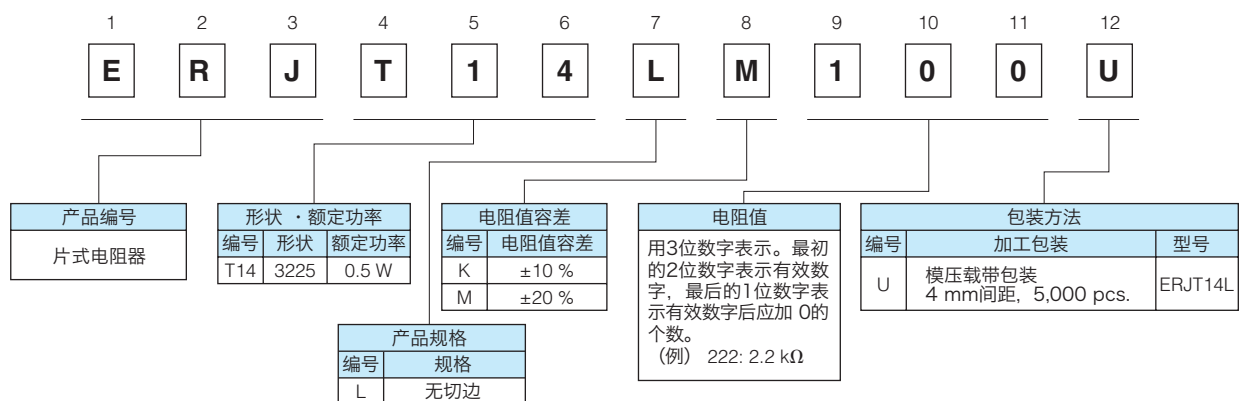 1 2 3 4 5 6 7 8 9 10 11 12
E R J T 1 4 L M 1 0 0 U
产品编号
片式电阻器
形状 ・额定功率
编号 形状 额定功率
T14 3225 0.5 W
产品规格
编号 规格
L 无切边
电阻值容差
编号 电阻值容差
K ±10 %
M ±20 %
电阻值
用3位数字表示。最初
的2位数字表示有效数
字，最后的1位数字表
示有效数字后应加 0的
个数。
（例） 222: 2.2 kΩ
包装方法
编号 加工包装 型号
U 模压载带包装 ERJT14L
4 mm间距，5,000 pcs.